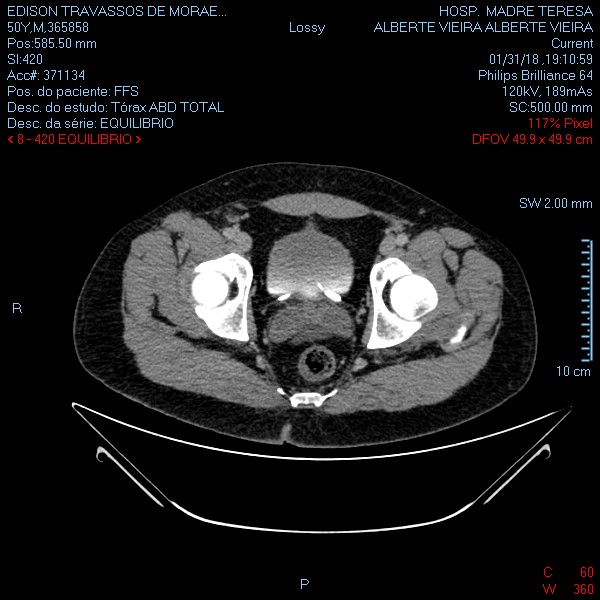 EDISON TRAVASSOS DE MORAE...
50Y,M,365858
Pos:585.50 mm
SI:420
Acc#: 371134
Pos. do paciente: FFS
Desc. do estudo: Tórax ABD TOTAL
Desc. da série: EQUILIBRIO
< 8 - 420 EQUILIBRIO >
Lossy
HOSP. MADRE TERESA
ALBERTE VIEIRA ALBERTE VIEIRA
Current
01/31/18 ,19:10:59
Philips Brilliance 64
120kV, 189mAs
SC:500.00 mm
117% Pixel
DFOV 49.9 x 49.9 cm
SW 2.00 mm
R
10 cm
P
C 60
W 360